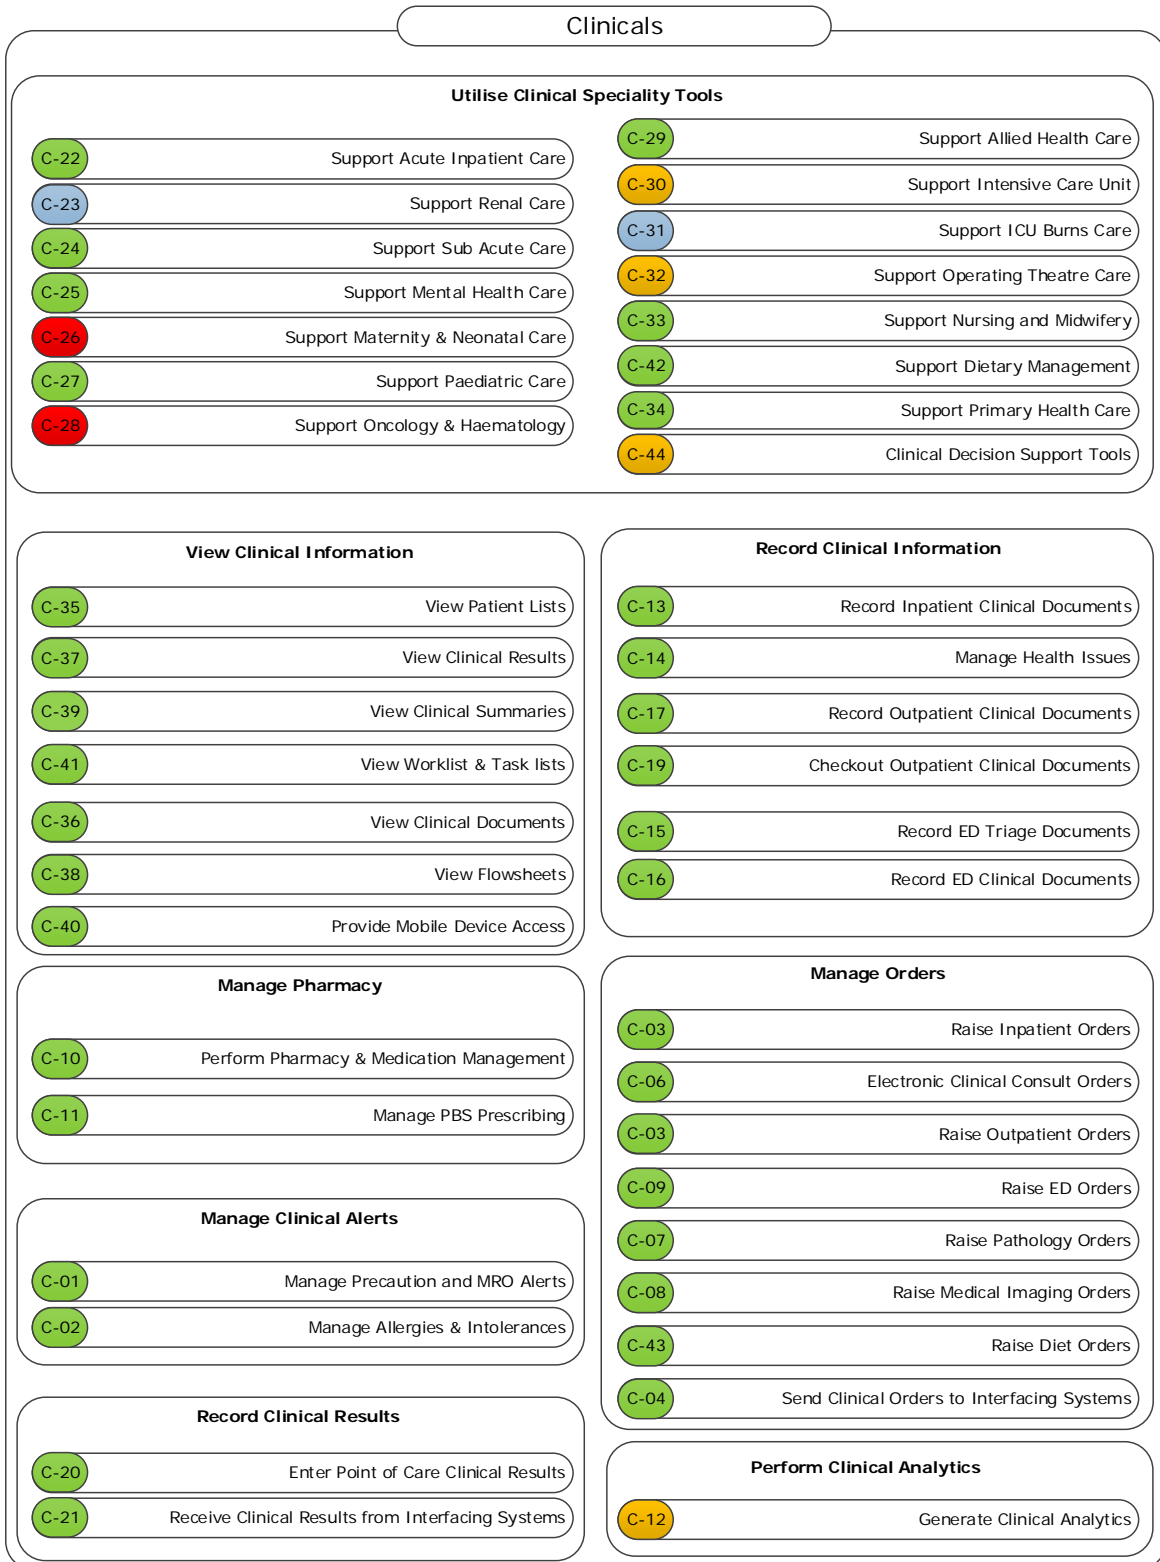 Clinicals
Utilise Clinical Speciality Tools
C-22 Support Acute Inpatient Care
C-23 Support Renal Care
C-24 Support Sub Acute Care
C-25 Support Mental Health Care
C-26 Support Maternity & Neonatal Care
C-27 Support Paediatric Care
C-28 Support Oncology & Haematology
C-29 Support Allied Health Care
C-30 Support Intensive Care Unit
C-31 Support ICU Burns Care
C-32 Support Operating Theatre Care
C-33 Support Nursing and Midwifery
C-42 Support Dietary Management
C-34 Support Primary Health Care
C-44 Clinical Decision Support Tools
View Clinical Information
C-35 View Patient Lists
C-37 View Clinical Results
C-39 View Clinical Summaries
C-41 View Worklist & Task lists
C-36 View Clinical Documents
C-38 View Flowsheets
C-40 Provide Mobile Device Access
Record Clinical Information
C-13 Record Inpatient Clinical Documents
C-14 Manage Health Issues
C-17 Record Outpatient Clinical Documents
C-19 Checkout Outpatient Clinical Documents
C-15 Record ED Triage Documents
C-16 Record ED Clinical Documents
Manage Pharmacy
C-10 Perform Pharmacy & Medication Management
C-11 Manage PBS Prescribing
Manage Orders
C-03 Raise Inpatient Orders
C-06 Electronic Clinical Consult Orders
C-03 Raise Outpatient Orders
C-09 Raise ED Orders
C-07 Raise Pathology Orders
C-08 Raise Medical Imaging Orders
C-43 Raise Diet Orders
C-04 Send Clinical Orders to Interfacing Systems
Manage Clinical Alerts
C-01 Manage Precaution and MRO Alerts
C-02 Manage Allergies & Intolerances
Record Clinical Results
C-20 Enter Point of Care Clinical Results
C-21 Receive Clinical Results from Interfacing Systems
Perform Clinical Analytics
C-12 Generate Clinical Analytics